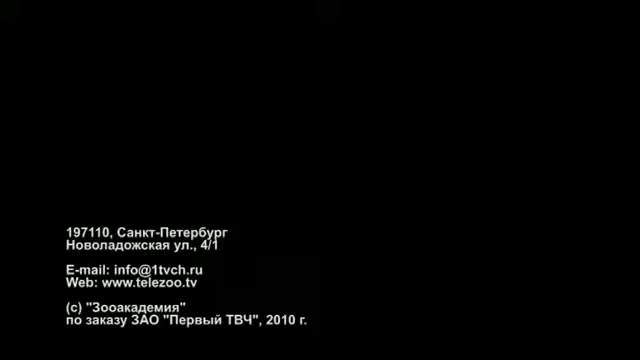 197110, Санкт-Петербург
Новоладожская ул., 4/1
E-mail: info@1tvch.ru
Web: www.telezoo.tv
(с) "Зооакадемия"
по заказу ЗАО "Первый ТВЧ", 2010 г.